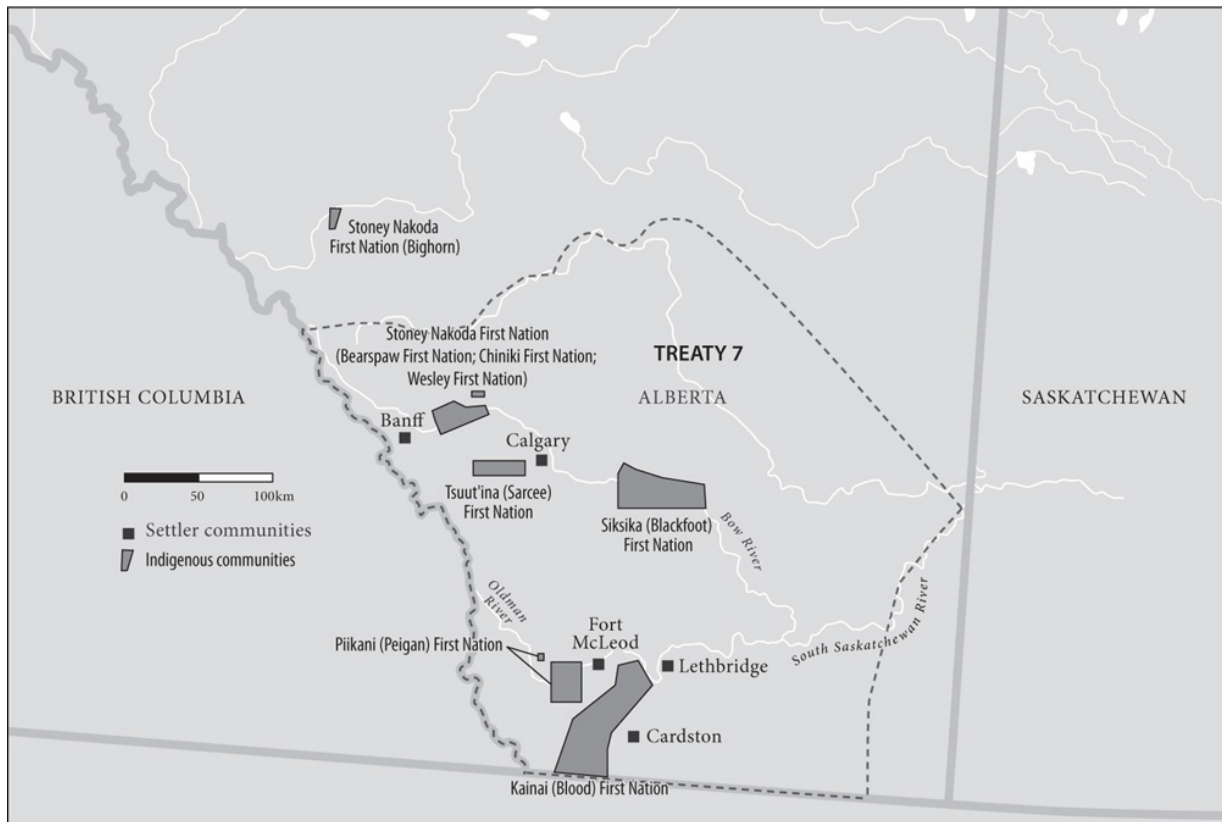 Stoney Nakoda
First Nation (Bighorn)
Stoney Nakoda First Nation
(Bearspaw First Nation; Chiniki First Nation;
Wesley First Nation)
TREATY 7
BRITISH COLUMBIA
ALBERTA
SASKATCHEWAN
Banff
Calgary
0 50 100km
Tsuut'ina (Sarcee)
First Nation
Siksika (Blackfoot)
First Nation
Bow River
Settler communities
Indigenous communities
Oldman
River
Fort
McLeod
Piikani (Peigan) First Nation
Lethbridge
South Saskatchewan River
Cardston
Kainai (Blood) First Nation